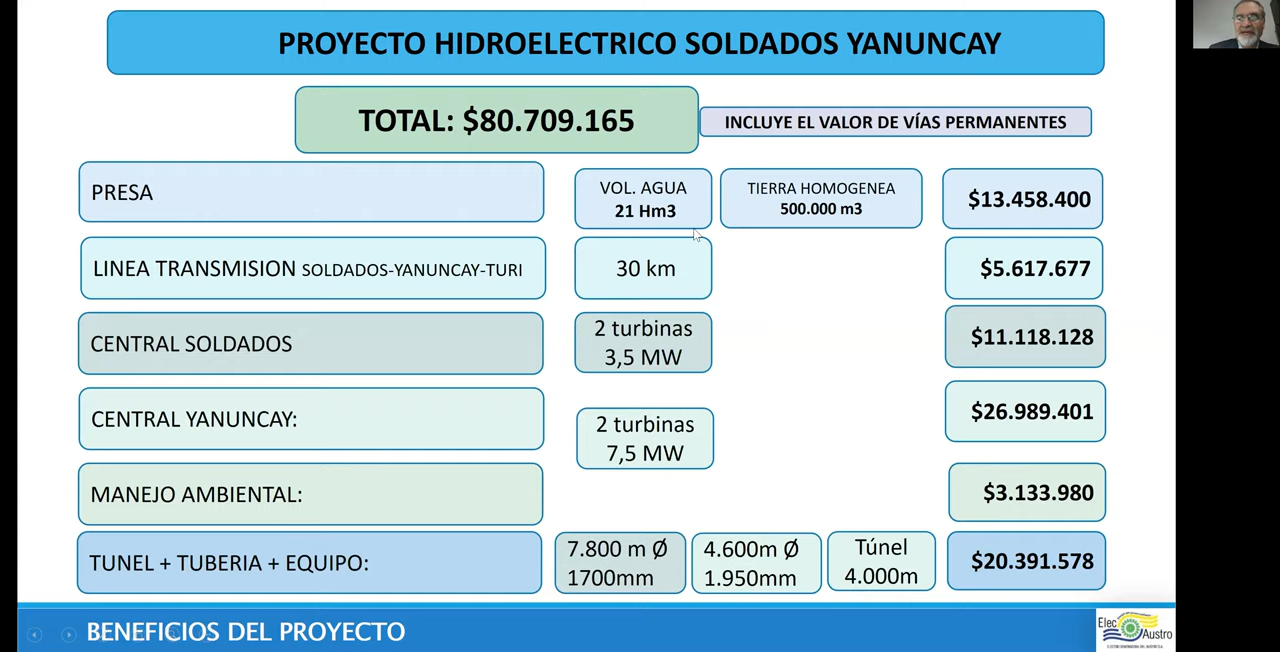 PROYECTO HIDROELECTRICO SOLDADOS YANUNCAY
TOTAL: $80.709.165
INCLUYE EL VALOR DE VÍAS PERMANENTES
PRESA
VOL. AGUA
21 Hm3
TIERRA HOMOGENEA
500.000 m3
$13.458.400
LINEA TRANSMISION SOLDADOS-YANUNCAY-TURI
30 km
$5.617.677
CENTRAL SOLDADOS
2 turbinas
3,5 MW
$11.118.128
CENTRAL YANUNCAY:
2 turbinas
7,5 MW
$26.989.401
MANEJO AMBIENTAL:
$3.133.980
TUNEL + TUBERIA + EQUIPO:
7.800 m Ø
1700mm
4.600m Ø
1.950mm
Túnel
4.000m
$20.391.578
BENEFICIOS DEL PROYECTO
Elec
Austro